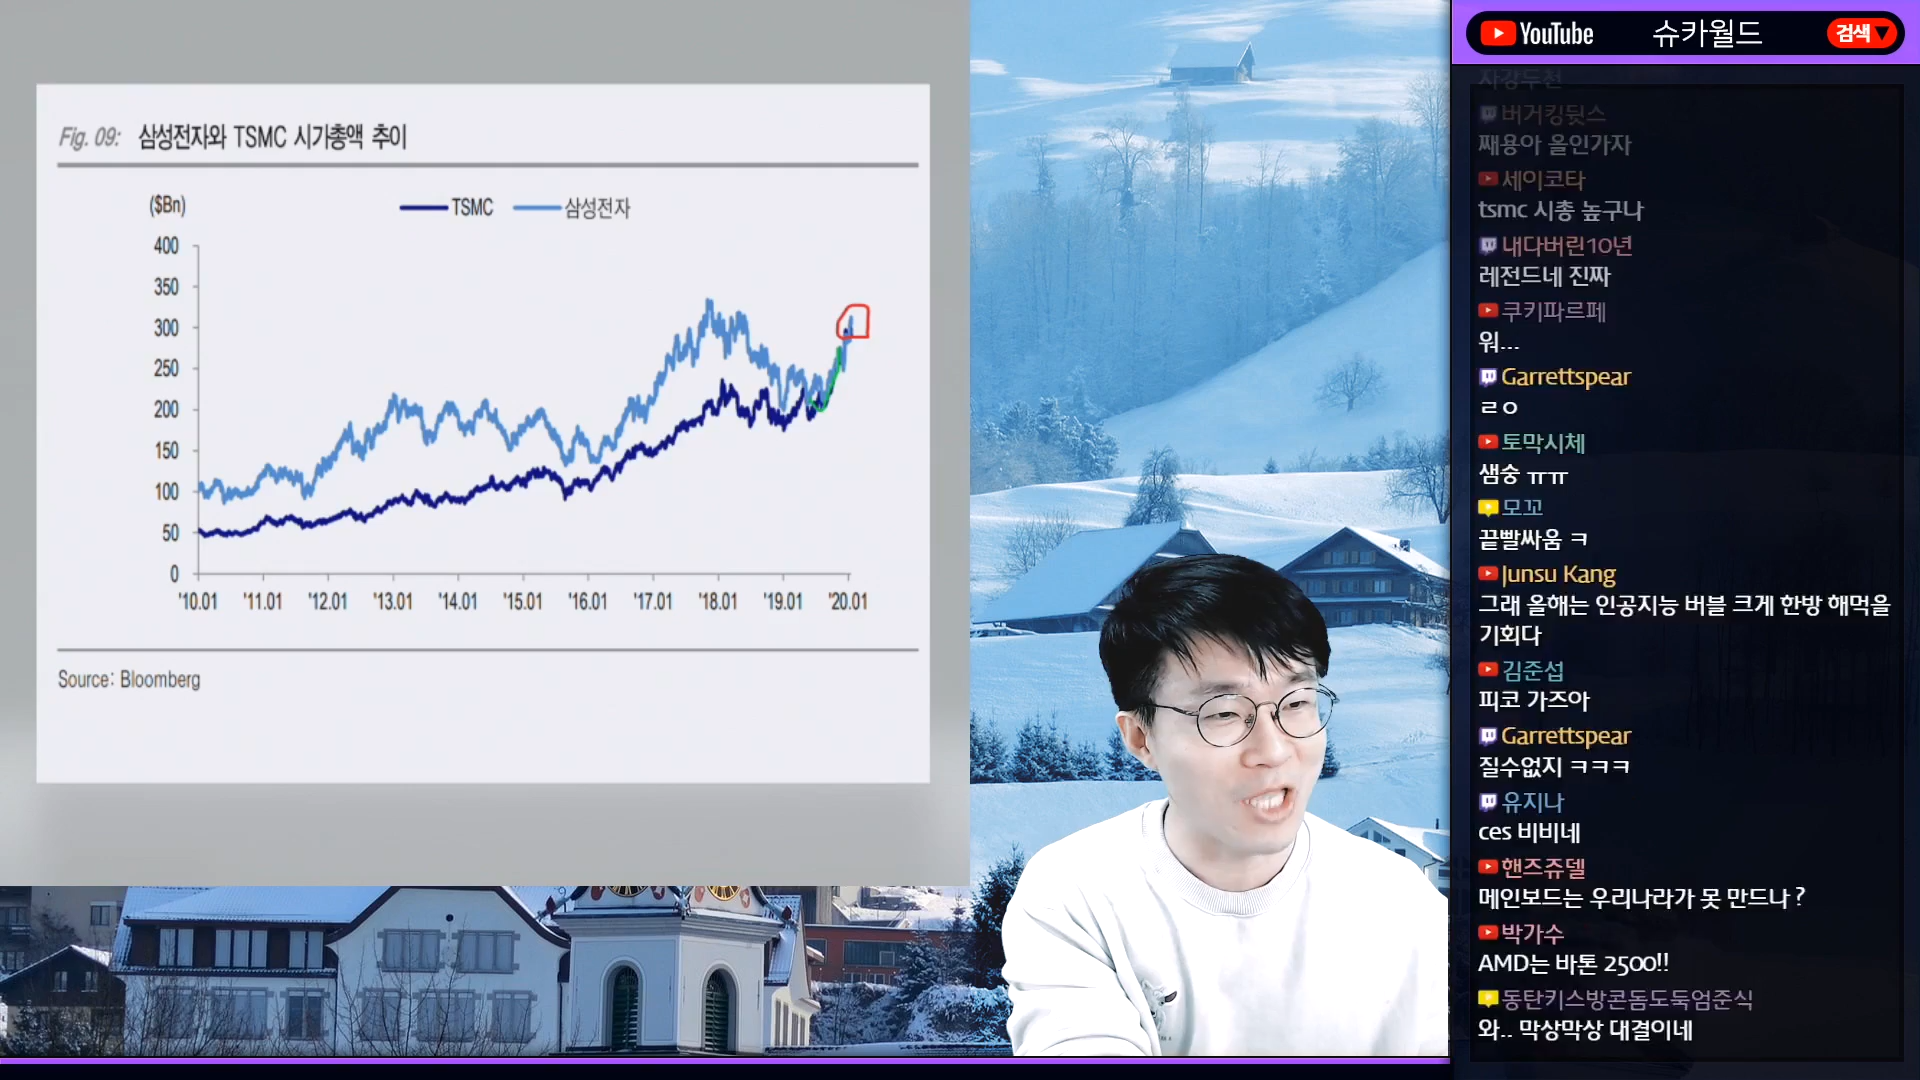 Fig. 09: 삼성전자와 TSMC 시가총액 추이
($Bn)
TSMC 삼성전자
400
350
300
250
200
150
100
50
0
'10.01 '11.01 '12.01 '13.01 '14.01 '15.01 '16.01 '17.01 '18.01 '19.01 '20.01
Source: Bloomberg
YouTube 슈카월드 검색▼
자강두천
버거킹뒷스
째용아 올인가자
세이코타
tsmc 시총 높구나
내다버린10년
레전드네 진짜
쿠키파르페
워...
Garrettspear
ㄹㅇ
토막시체
샘숭 ㅠㅠ
모꼬
끝빨싸움 ㅋ
Junsu Kang
그래 올해는 인공지능 버블 크게 한방 해먹을
기회다
김준섭
피코 가즈아
Garrettspear
질수없지 ㅋㅋㅋ
유지나
ces 비비네
핸즈쥬델
메인보드는 우리나라가 못 만드나?
박가수
AMD는 바톤 2500!!
동탄키스방콘돔도둑엄준식
와.. 막상막상 대결이네